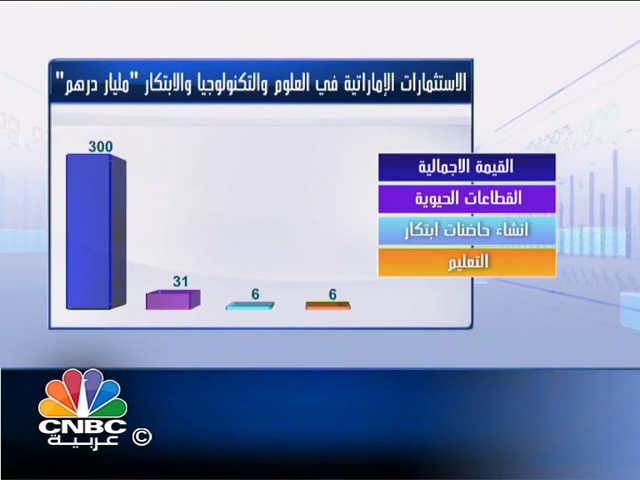 الاستثمارات الإماراتية في العلوم والتكنولوجيا والابتكار "مليار درهم"
300
31
6
6
القيمة الاجمالية
القطاعات الحيوية
انشاء حاضنات ابتكار
التعليم
CNBC
عربية ©